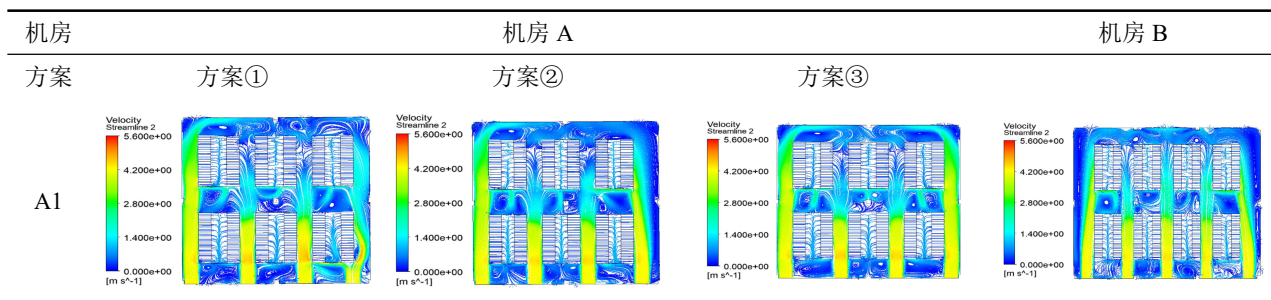 机房 机房 A 机房 B
方案 方案① 方案② 方案③
A1
Velocity
Streamline 2
5.600e+00
4.200e+00
2.800e+00
1.400e+00
0.000e+00
[m s^-1]
Velocity
Streamline 2
5.600e+00
4.200e+00
2.800e+00
1.400e+00
0.000e+00
[m s^-1]
Velocity
Streamline 2
5.600e+00
4.200e+00
2.800e+00
1.400e+00
0.000e+00
[m s^-1]
Velocity
Streamline 2
5.600e+00
4.200e+00
2.800e+00
1.400e+00
0.000e+00
[m s^-1]